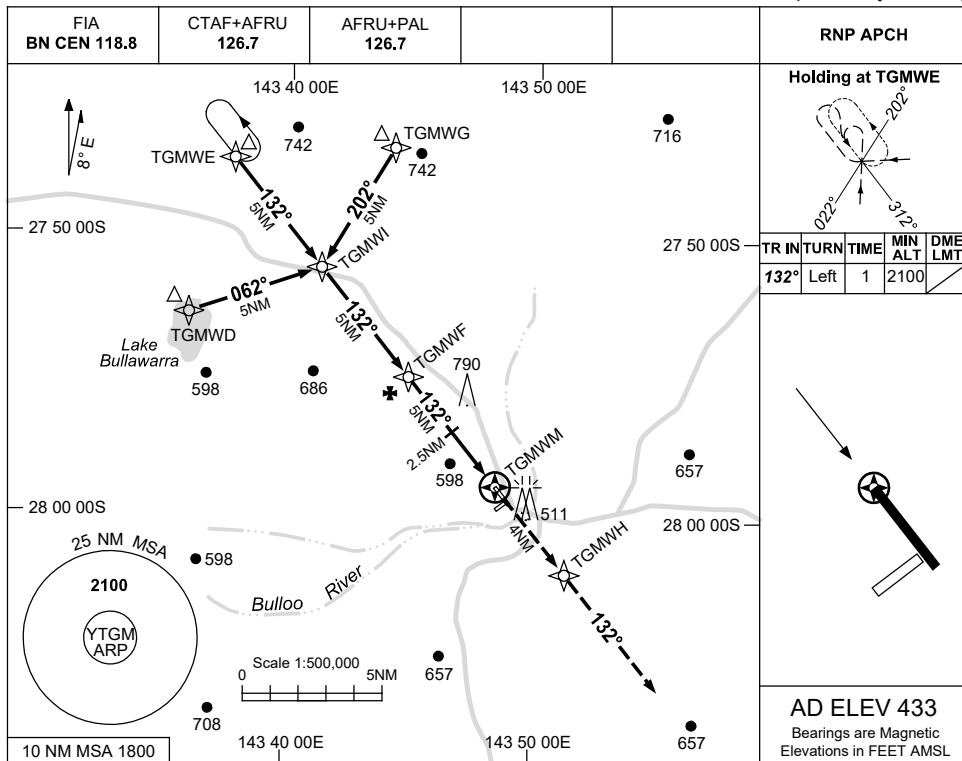 FIA
BN CEN 118.8
CTAF+AFRU
126.7
AFRU+PAL
126.7
RNP APCH
143 40 00E
143 50 00E
8° E
TGMWE
742
TGMWG
742
716
132°
5NM
202°
5NM
27 50 00S
27 50 00S
TGMWI
062°
5NM
TGMWD
Lake
Bullawarra
132°
5NM
TGMWF
598
686
790
132°
5NM
2.5NM
598
TGMWM
657
28 00 00S
511
28 00 00S
4NM
TGMWH
598
25 NM MSA
2100
YTGM
ARP
Bulloo River
132°
Scale 1:500,000
0
5NM
657
708
657
10 NM MSA 1800
143 40 00E
143 50 00E
Holding at TGMWE
202°
022°
312°
TR IN TURN TIME MIN ALT DME LMT
132° Left 1 2100
AD ELEV 433
Bearings are Magnetic
Elevations in FEET AMSL